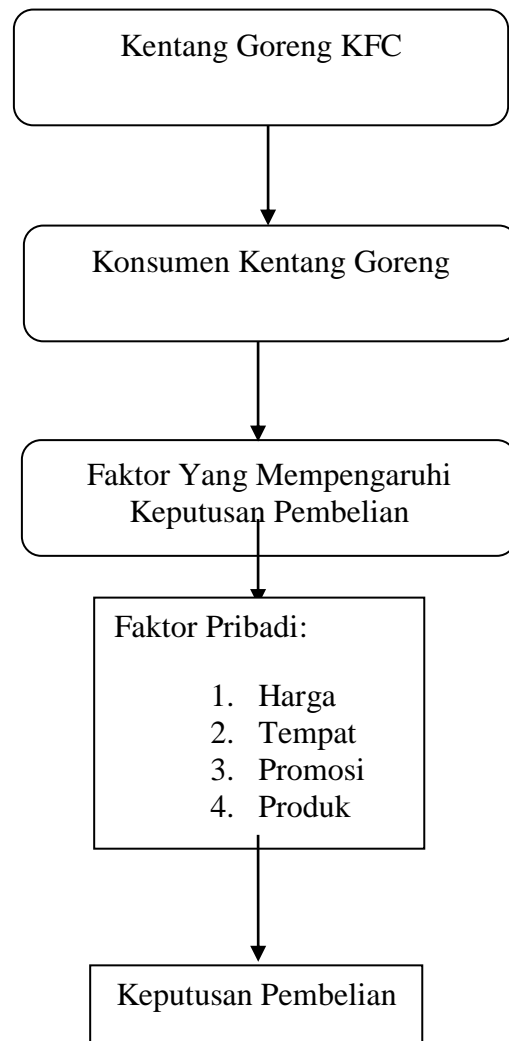 Kentang Goreng KFC
Konsumen Kentang Goreng
Faktor Yang Mempengaruhi
Keputusan Pembelian
Faktor Pribadi:
1. Harga
2. Tempat
3. Promosi
4. Produk
Keputusan Pembelian